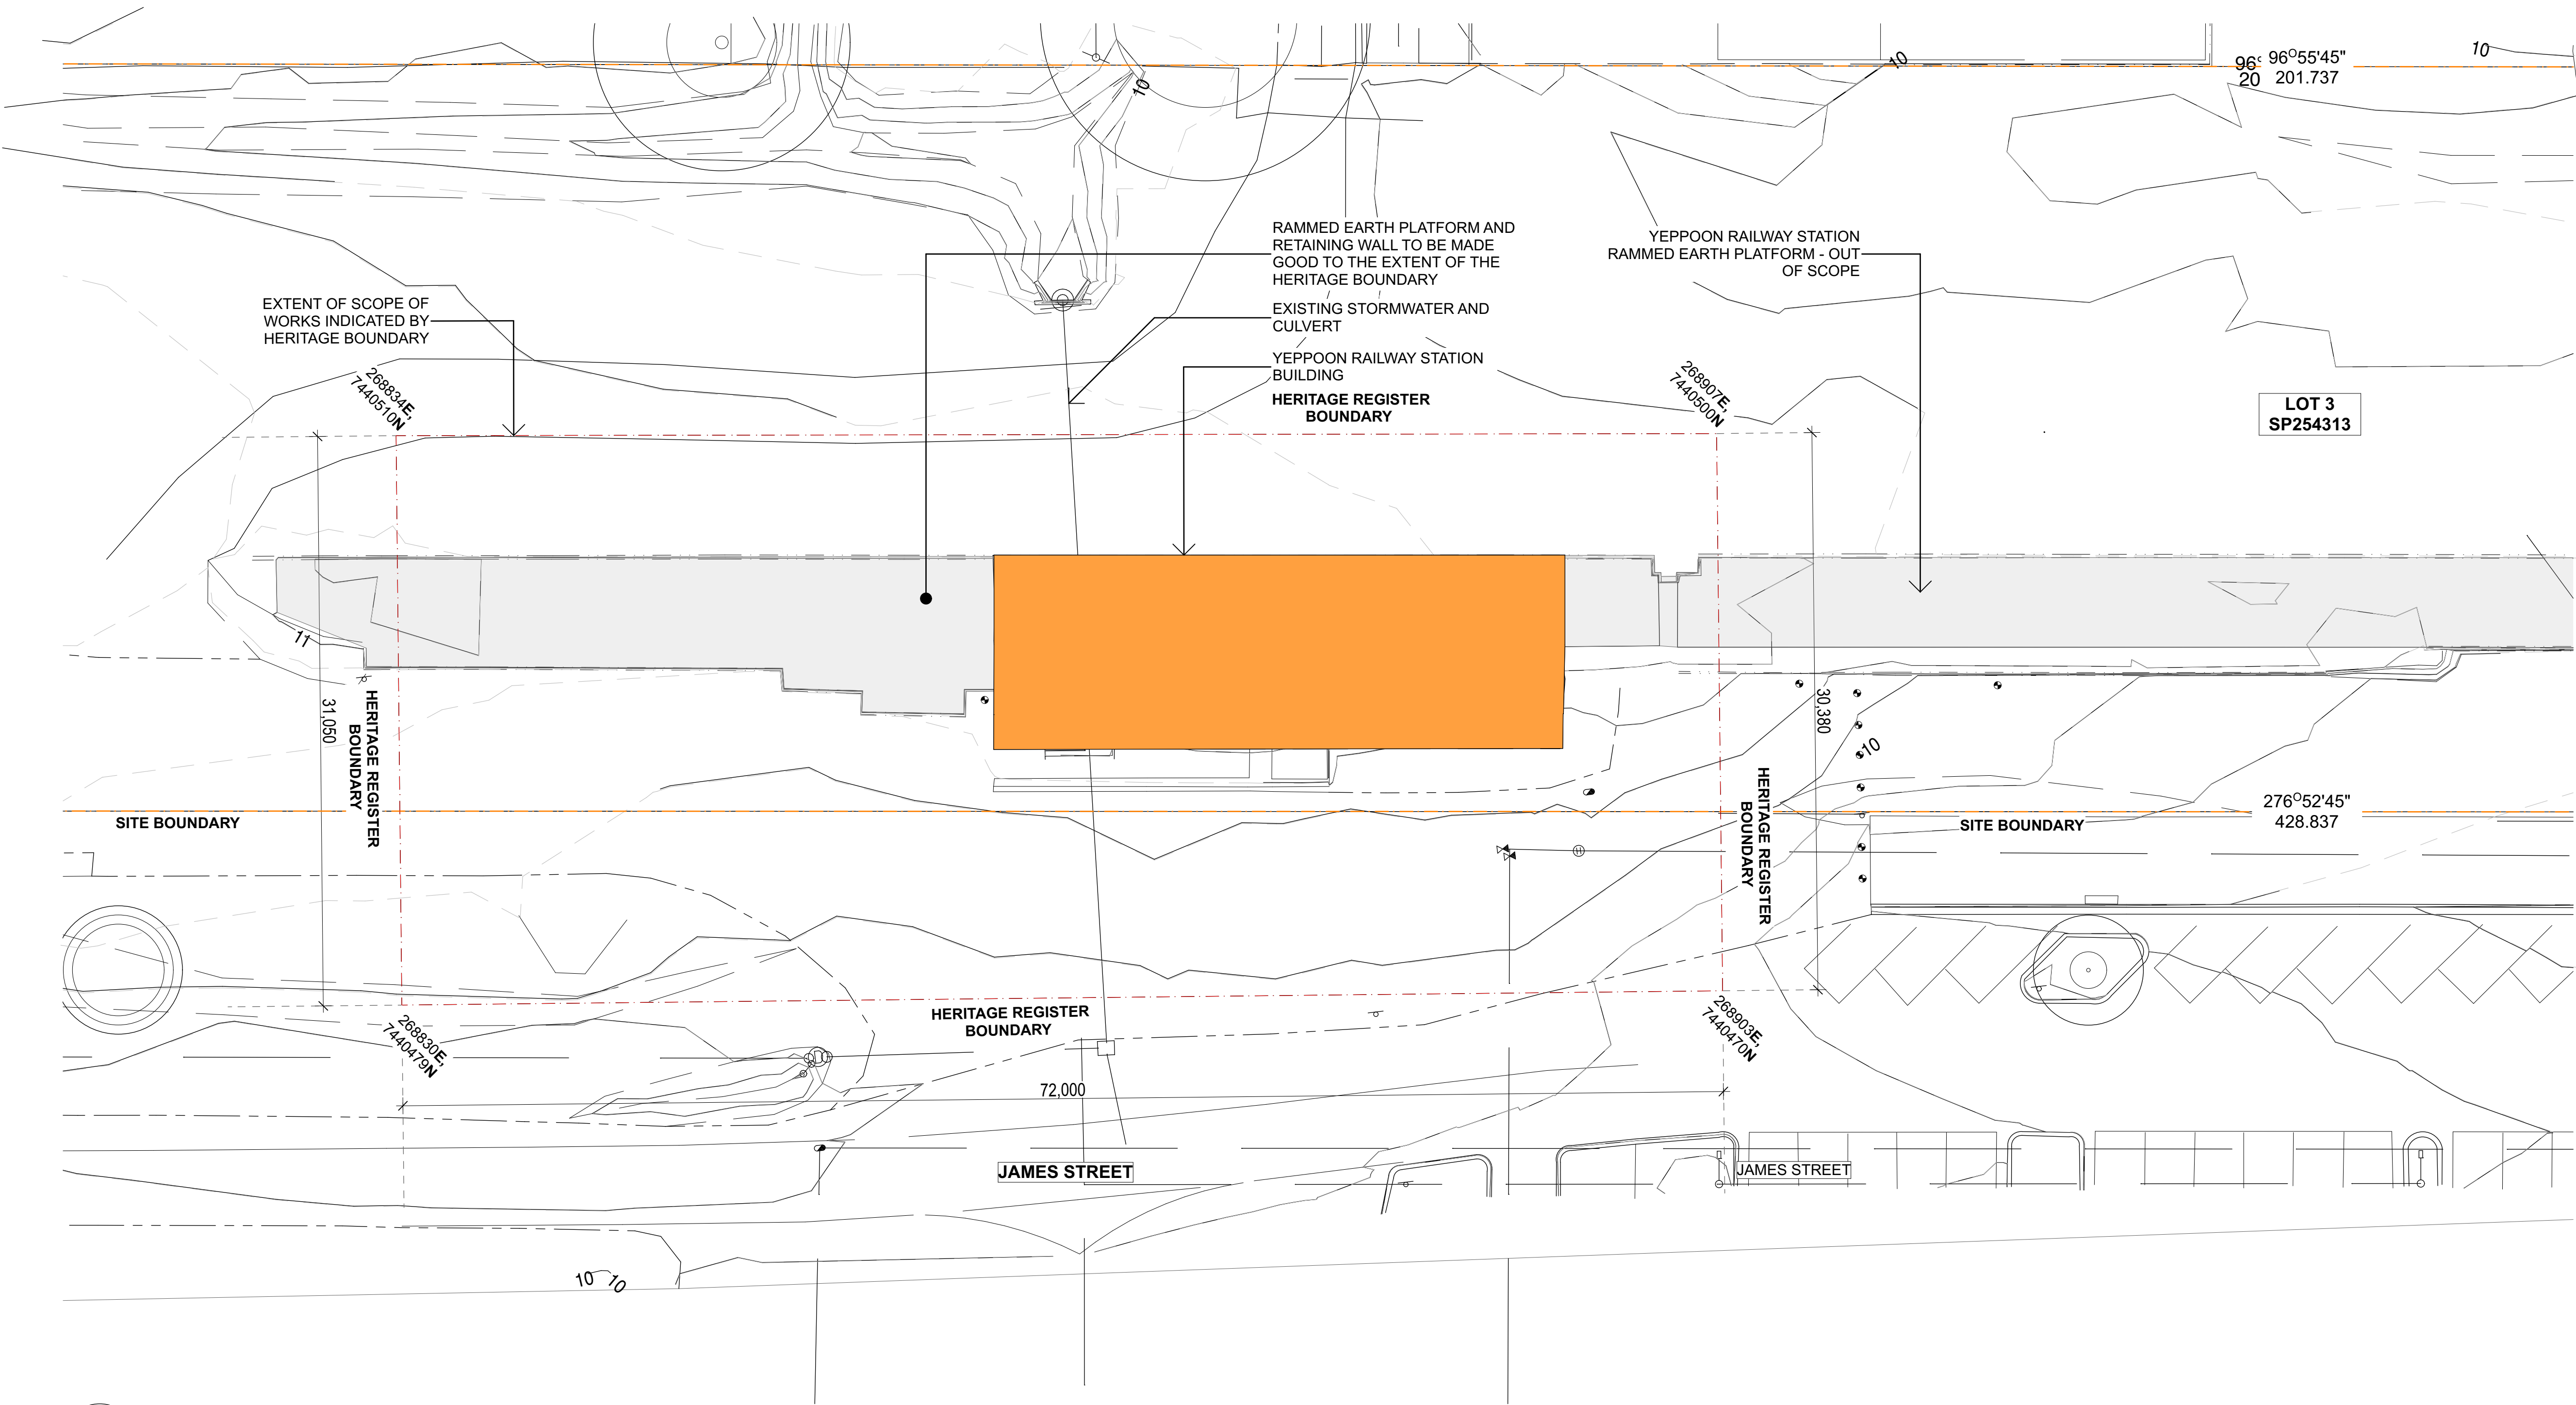 10
96°
20
96°55'45"
201.737
10
10
RAMMED EARTH PLATFORM AND
RETAINING WALL TO BE MADE
GOOD TO THE EXTENT OF THE
HERITAGE BOUNDARY
YEPPOON RAILWAY STATION
RAMMED EARTH PLATFORM - OUT
OF SCOPE
EXTENT OF SCOPE OF
WORKS INDICATED BY
HERITAGE BOUNDARY
EXISTING STORMWATER AND
CULVERT
YEPPOON RAILWAY STATION
BUILDING
HERITAGE REGISTER
BOUNDARY
268834E,
7440510N
268907E,
7440500N
LOT 3
SP254313
11
31,050
HERITAGE REGISTER
BOUNDARY
30,380
10
HERITAGE REGISTER
BOUNDARY
SITE BOUNDARY
SITE BOUNDARY
276°52'45"
428.837
H
HERITAGE REGISTER
BOUNDARY
268830E,
7440479N
268903E,
7440470N
72,000
JAMES STREET
JAMES STREET
10
10